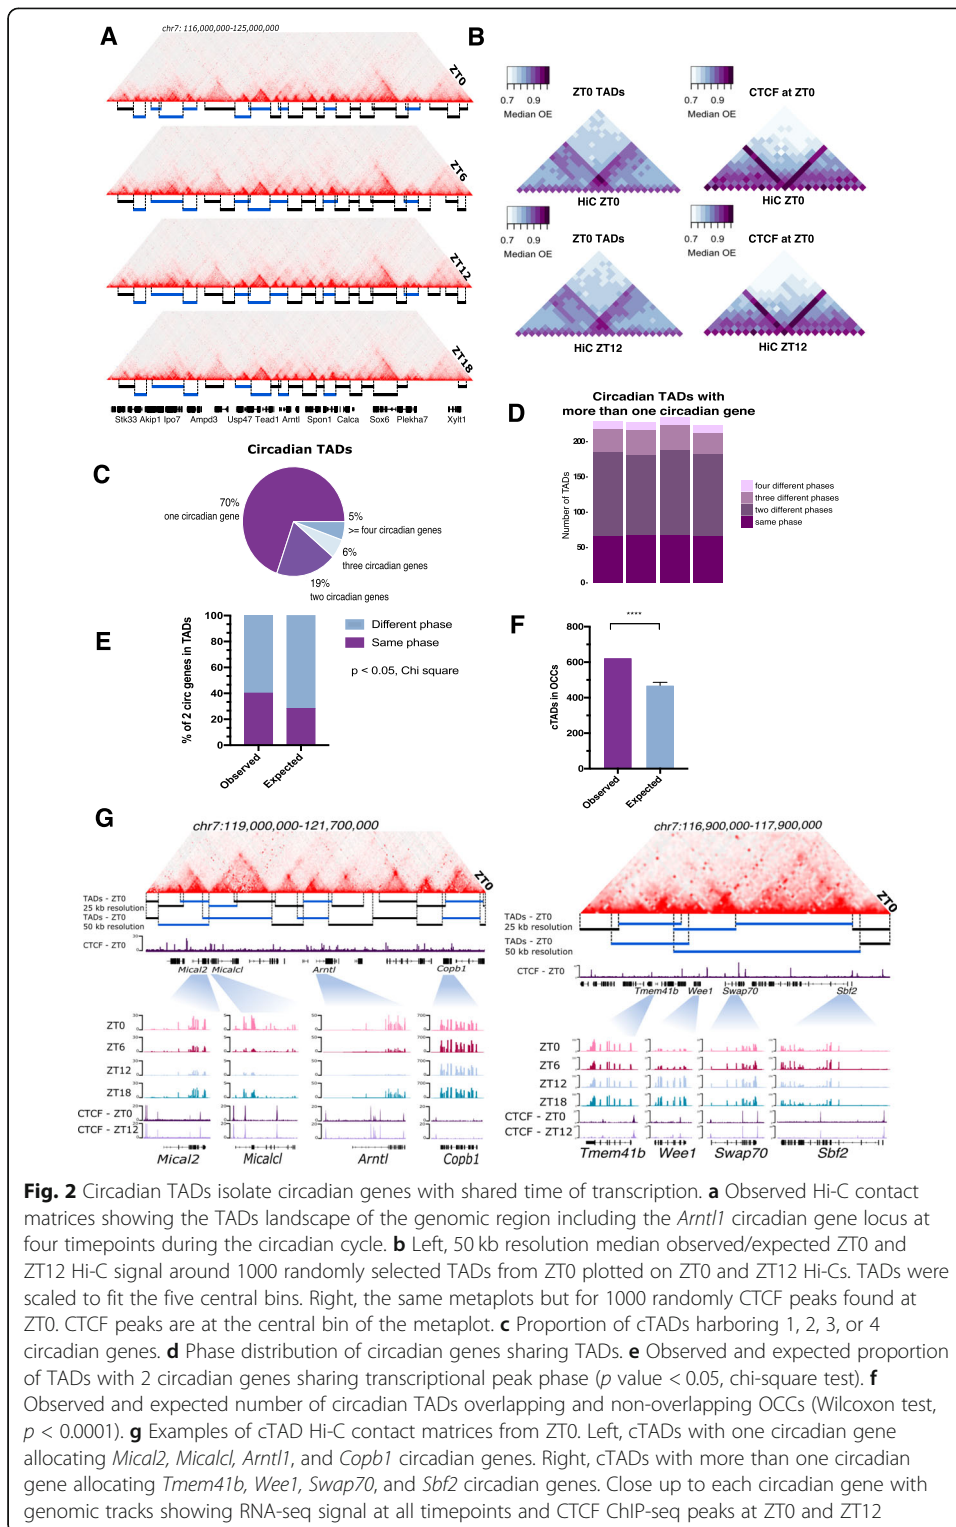 A
chr7: 116,000,000-125,000,000
ZT0
ZT6
ZT12
ZT18
Stk33 Akip1 Ipo7 Ampd3 Usp47 Tead1 Arntl Spon1 Calca Sox6 Plekha7 Xylt1
B
0.7 0.9
Median OE
ZT0 TADs
HiC ZT0
0.7 0.9
Median OE
CTCF at ZT0
HiC ZT0
0.7 0.9
Median OE
ZT0 TADs
HiC ZT12
0.7 0.9
Median OE
CTCF at ZT0
HiC ZT12
C
Circadian TADs
70%
one circadian gene
5%
>= four circadian genes
6%
three circadian genes
19%
two circadian genes
D
Circadian TADs with
more than one circadian gene
Number of TADs
200-
150-
100-
50-
0-
four different phases
three different phases
two different phases
same phase
E
% of 2 circ genes in TADs
100
80
60
40
20
0
Observed
Expected
Different phase
Same phase
p < 0.05, Chi square
F
cTADs in OCCs
800
600
400
200
0
****
Observed
Expected
G
chr7:119,000,000-121,700,000
ZT0
TADs - ZT0
25 kb resolution
TADs - ZT0
50 kb resolution
CTCF - ZT0
Mical2 Micalcl Arntl Copb1
ZT0
ZT6
ZT12
ZT18
CTCF - ZT0
CTCF - ZT12
Mical2 Micalcl Arntl Copb1
chr7:116,900,000-117,900,000
ZT0
TADs - ZT0
25 kb resolution
TADs - ZT0
50 kb resolution
CTCF - ZT0
Tmem41b Wee1 Swap70 Sbf2
ZT0
ZT6
ZT12
ZT18
CTCF - ZT0
CTCF - ZT12
Tmem41b Wee1 Swap70 Sbf2
Fig. 2 Circadian TADs isolate circadian genes with shared time of transcription. a Observed Hi-C contact
matrices showing the TADs landscape of the genomic region including the Arntl1 circadian gene locus at
four timepoints during the circadian cycle. b Left, 50 kb resolution median observed/expected ZT0 and
ZT12 Hi-C signal around 1000 randomly selected TADs from ZT0 plotted on ZT0 and ZT12 Hi-Cs. TADs were
scaled to fit the five central bins. Right, the same metaplots but for 1000 randomly CTCF peaks found at
ZT0. CTCF peaks are at the central bin of the metaplot. c Proportion of cTADs harboring 1, 2, 3, or 4
circadian genes. d Phase distribution of circadian genes sharing TADs. e Observed and expected proportion
of TADs with 2 circadian genes sharing transcriptional peak phase (p value < 0.05, chi-square test). f
Observed and expected number of circadian TADs overlapping and non-overlapping OCCs (Wilcoxon test,
p < 0.0001). g Examples of cTAD Hi-C contact matrices from ZT0. Left, cTADs with one circadian gene
allocating Mical2, Micalcl, Arntl1, and Copb1 circadian genes. Right, cTADs with more than one circadian
gene allocating Tmem41b, Wee1, Swap70, and Sbf2 circadian genes. Close up to each circadian gene with
genomic tracks showing RNA-seq signal at all timepoints and CTCF ChIP-seq peaks at ZT0 and ZT12